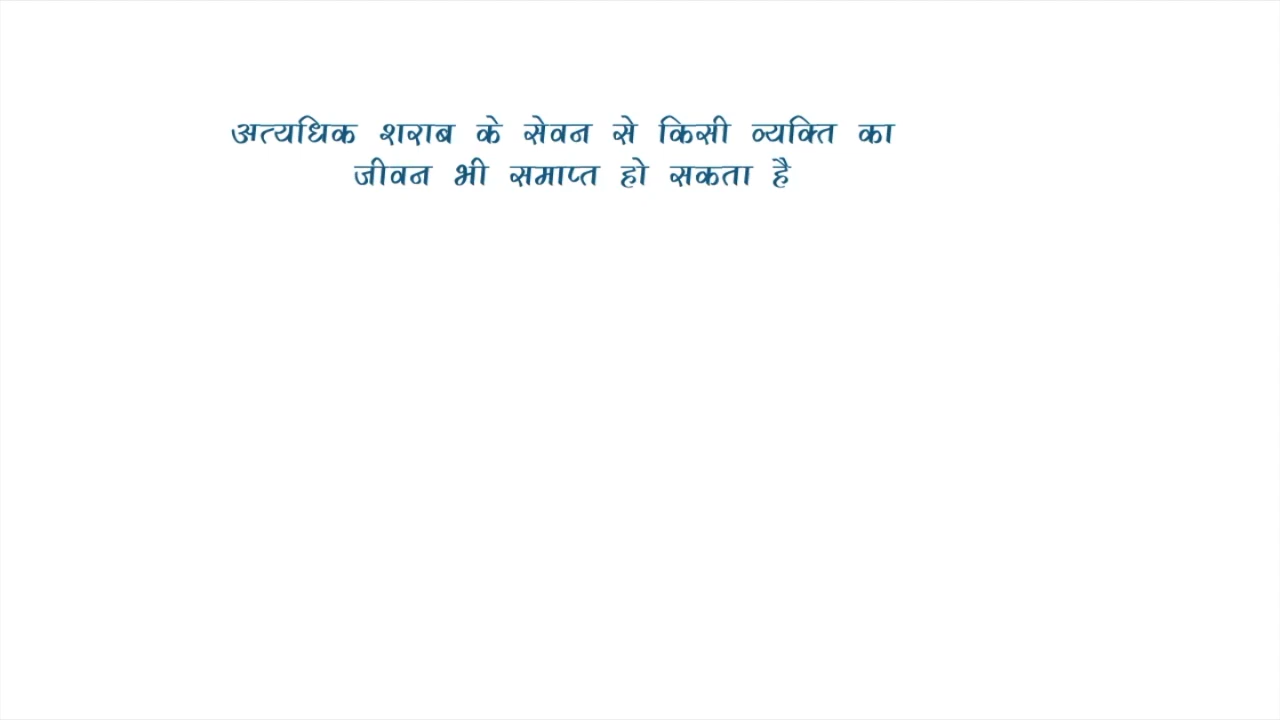 अत्यधिक शराब के सेवन से किसी व्यक्ति का
जीवन भी समाप्त हो सकता है